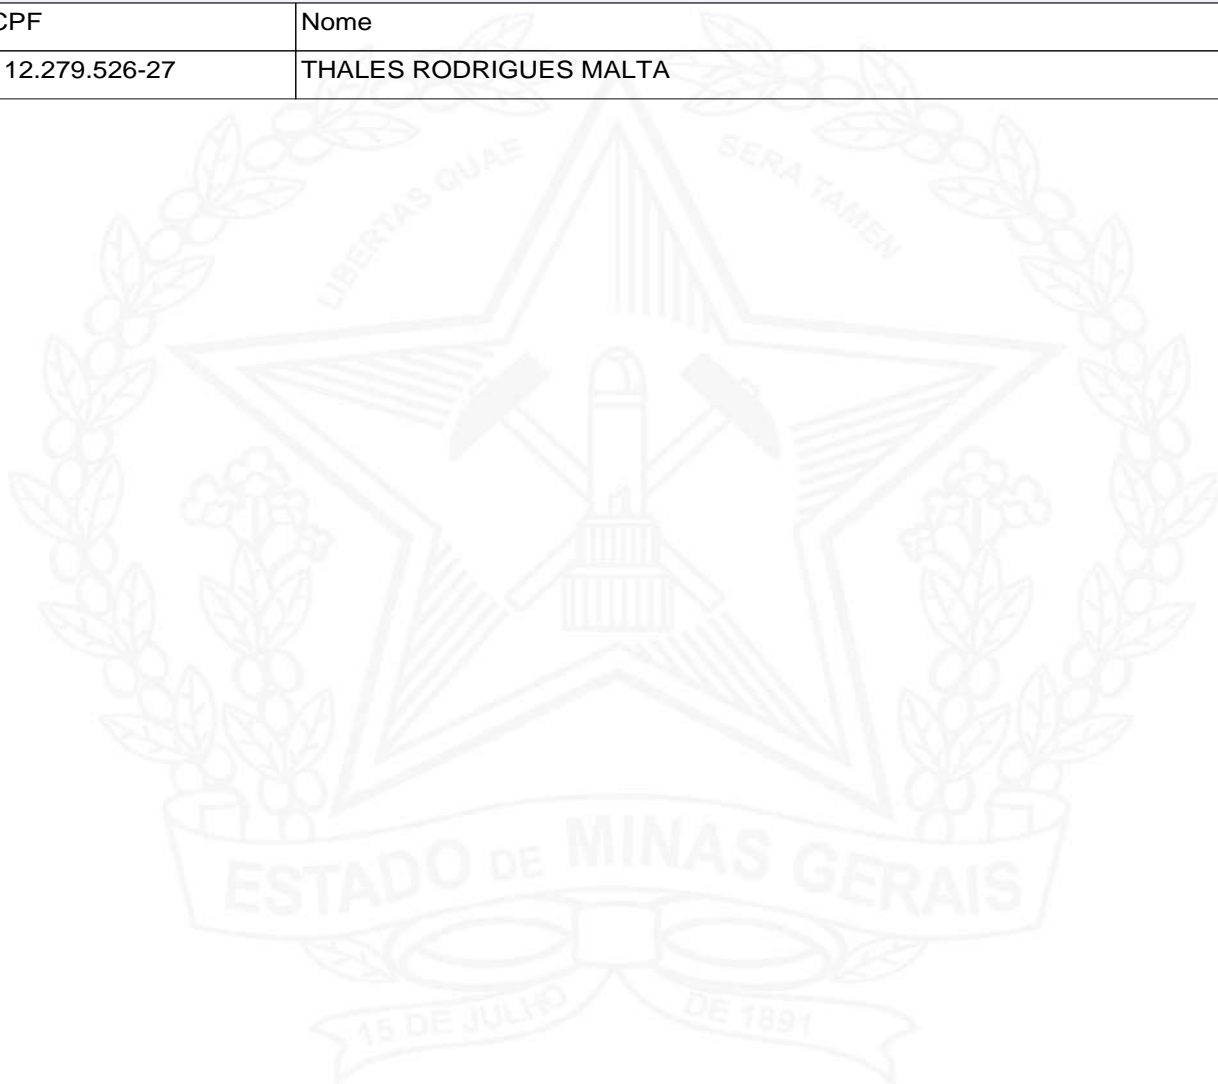 CPF Nome
12.279.526-27 THALES RODRIGUES MALTA
LIBERTAS QUAE SERA TAMEN
ESTADO DE MINAS GERAIS
15 DE JULHO DE 1891